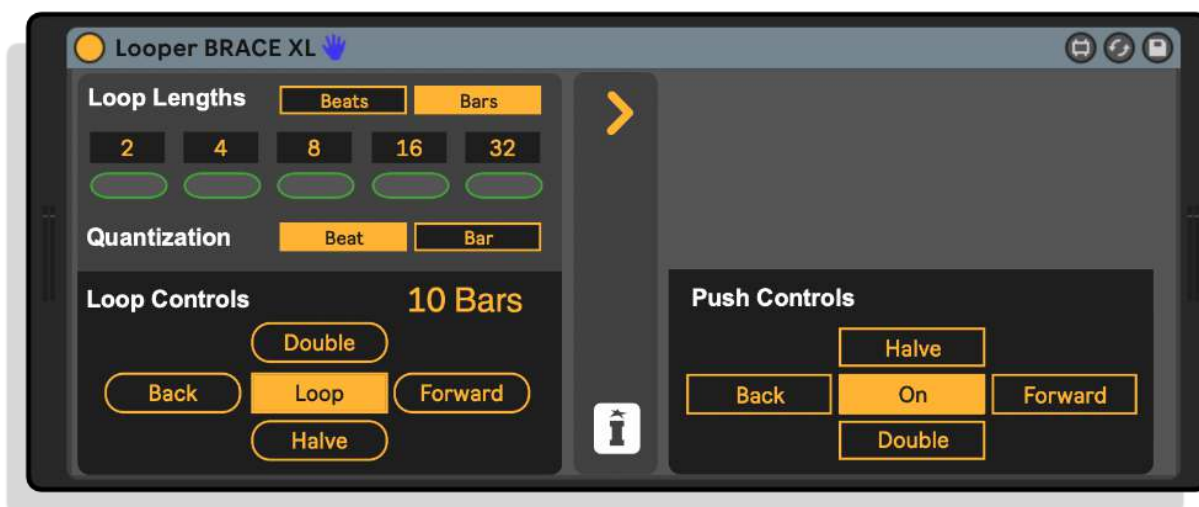 Looper BRACE XL
Loop Lengths Beats Bars
2 4 8 16 32
Quantization Beat Bar
Loop Controls 10 Bars
Double
Back Loop Forward
Halve
Push Controls
Halve
Back On Forward
Double